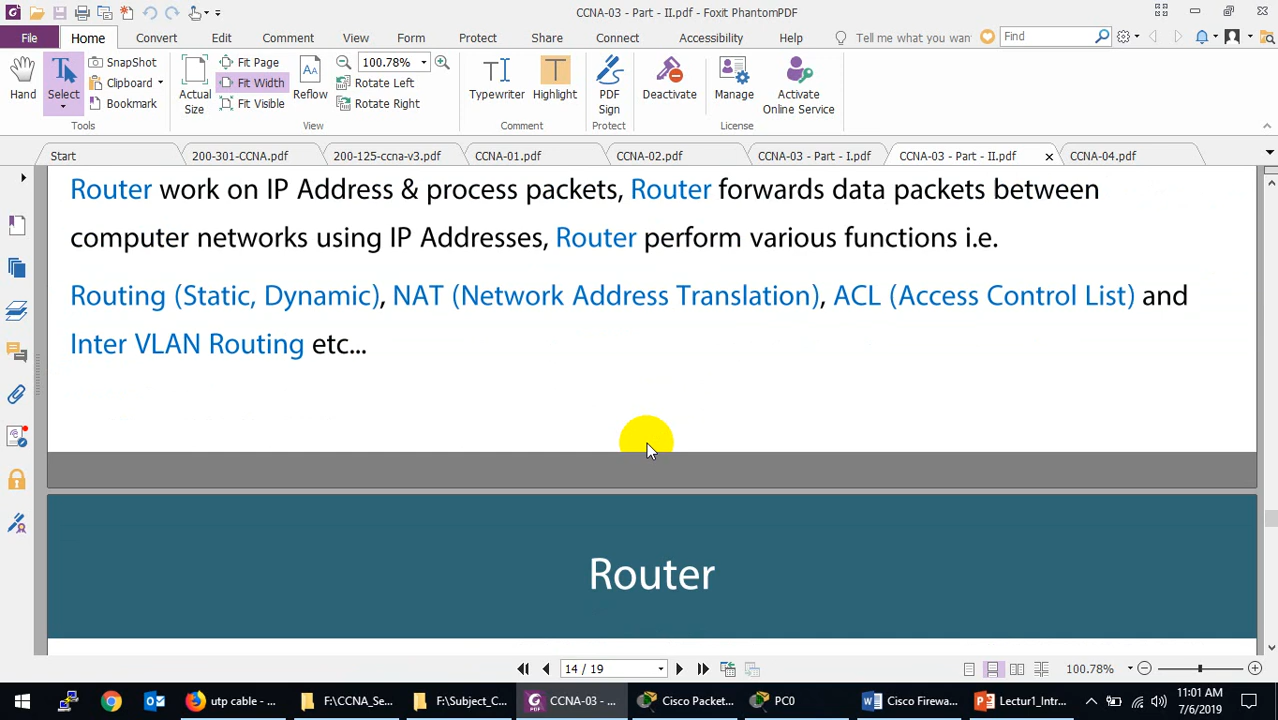 CCNA-03 - Part - II.pdf - Foxit PhantomPDF
File Home Convert Edit Comment View Form Protect Share Connect Accessibility Help Tell me what you wan Find
Hand
Select
SnapShot
Clipboard
Bookmark
Tools
Actual
Size
Fit Page
Fit Width
Fit Visible
Reflow
100.78%
Rotate Left
Rotate Right
View
Typewriter
Highlight
Comment
PDF
Sign
Protect
Deactivate
Manage
Activate
Online Service
License
Start 200-301-CCNA.pdf 200-125-ccna-v3.pdf CCNA-01.pdf CCNA-02.pdf CCNA-03 - Part - I.pdf CCNA-03 - Part - II.pdf CCNA-04.pdf
Router work on IP Address & process packets, Router forwards data packets between
computer networks using IP Addresses, Router perform various functions i.e.
Routing (Static, Dynamic), NAT (Network Address Translation), ACL (Access Control List) and
Inter VLAN Routing etc...
Router
14 / 19 100.78%
utp cable - ... F:\CCNA_Se... F:\Subject_C... CCNA-03 - ... Cisco Packet... PC0 Cisco Firewa... Lectur1_Intr...
11:01 AM
7/6/2019